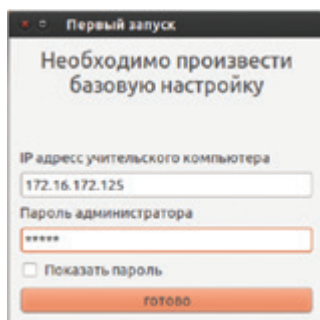 Первый запуск
Необходимо произвести
базовую настройку
IP адресс учительского компьютера
172.16.172.125
Пароль администратора
*****
Показать пароль
готово